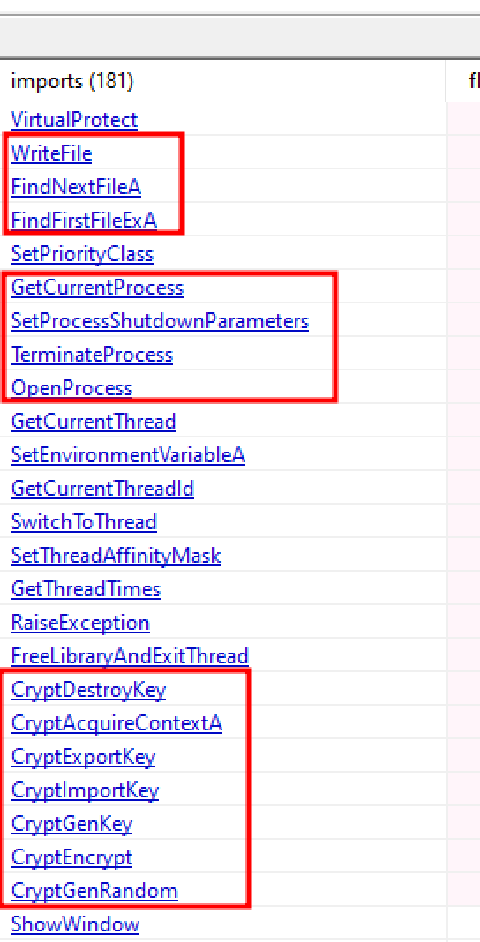 imports (181)
VirtualProtect
WriteFile
FindNextFileA
FindFirstFileExA
SetPriorityClass
GetCurrentProcess
SetProcessShutdownParameters
TerminateProcess
OpenProcess
GetCurrentThread
SetEnvironmentVariableA
GetCurrentThreadId
SwitchToThread
SetThreadAffinityMask
GetThreadTimes
RaiseException
FreeLibraryAndExitThread
CryptDestroyKey
CryptAcquireContextA
CryptExportKey
CryptImportKey
CryptGenKey
CryptEncrypt
CryptGenRandom
ShowWindow